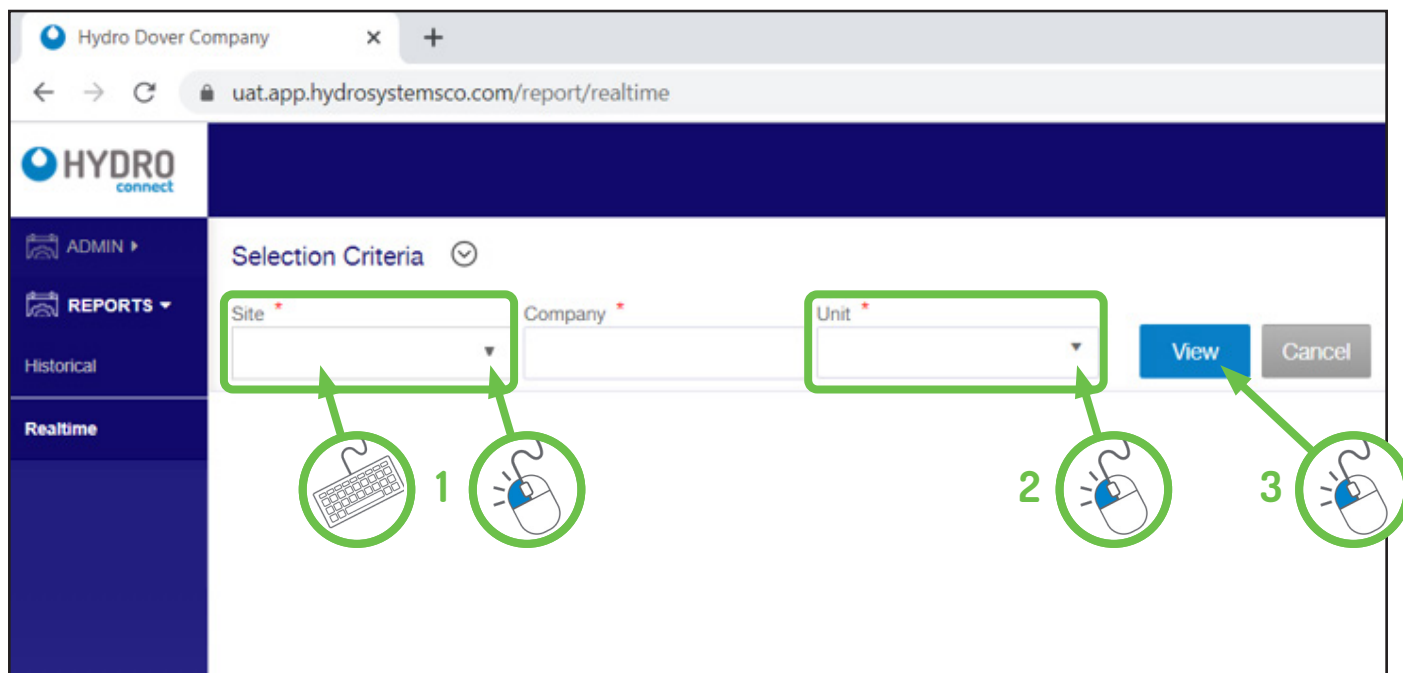 Hydro Dover Company
uat.app.hydrosystemsco.com/report/realtime
HYDRO
connect
ADMIN
Selection Criteria
REPORTS
Site * Company * Unit *
View Cancel
Historical
Realtime
1 2 3